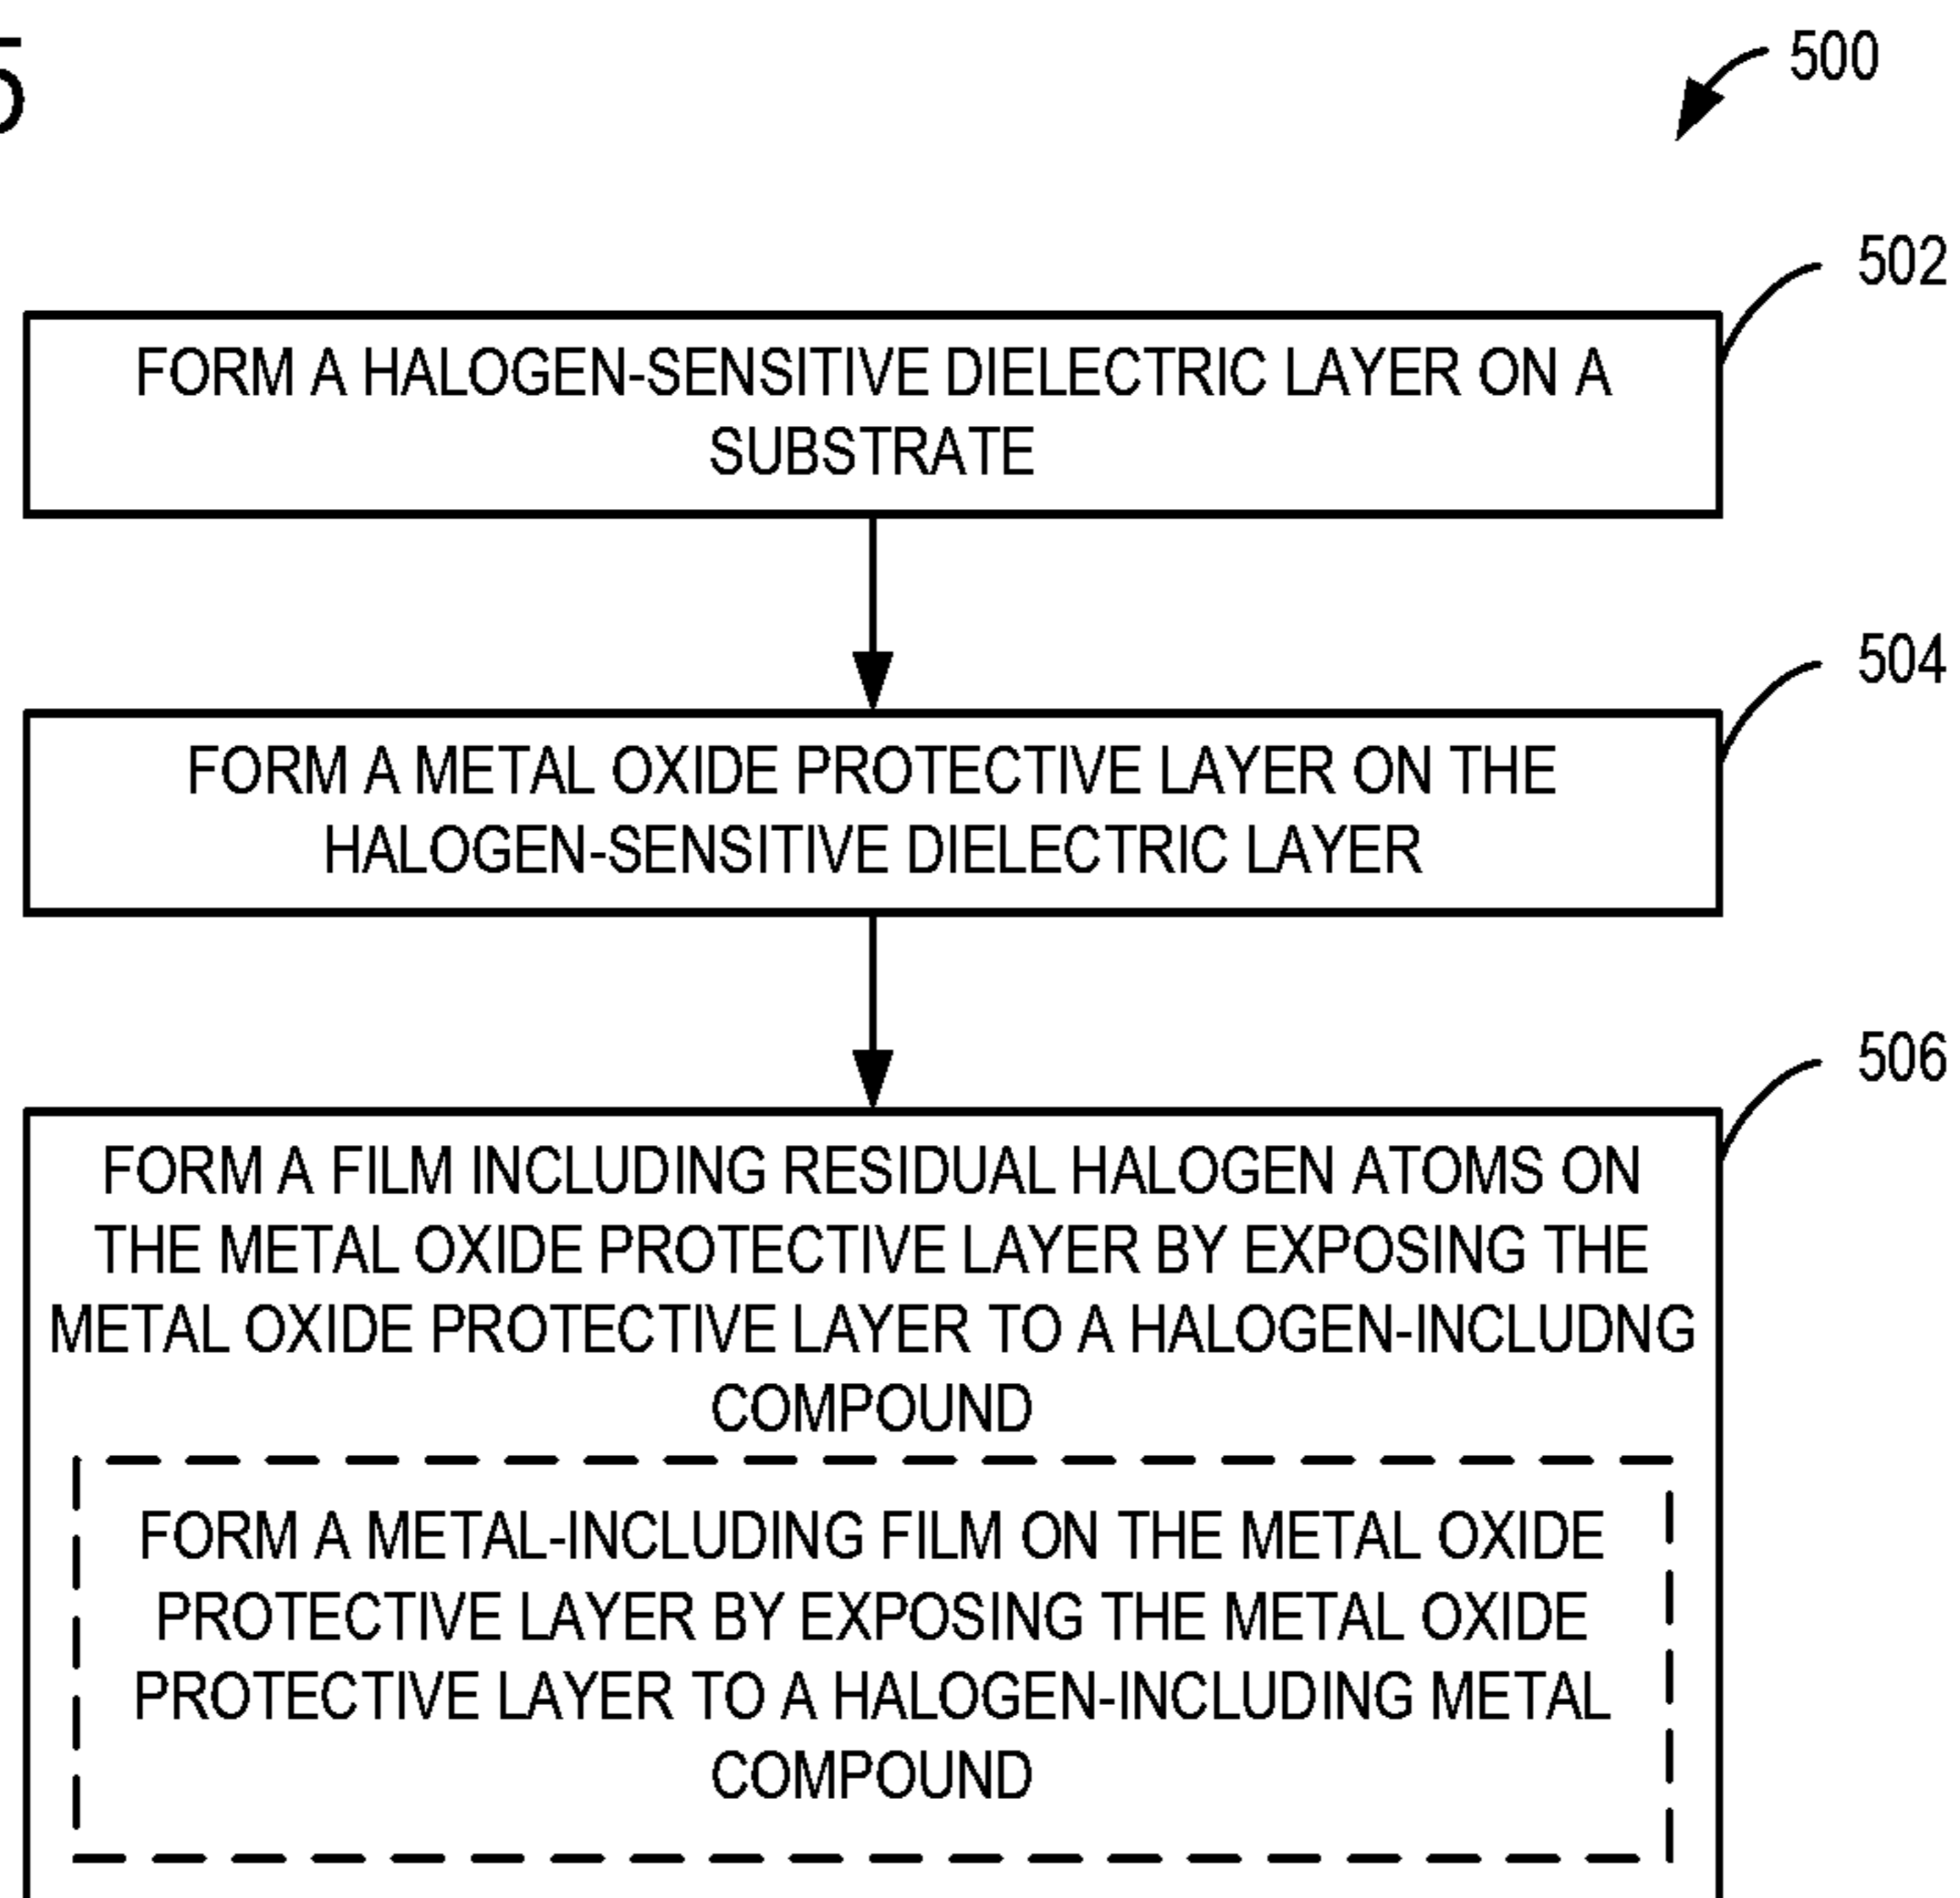 5
500
502
FORM A HALOGEN-SENSITIVE DIELECTRIC LAYER ON A
SUBSTRATE
504
FORM A METAL OXIDE PROTECTIVE LAYER ON THE
HALOGEN-SENSITIVE DIELECTRIC LAYER
506
FORM A FILM INCLUDING RESIDUAL HALOGEN ATOMS ON
THE METAL OXIDE PROTECTIVE LAYER BY EXPOSING THE
METAL OXIDE PROTECTIVE LAYER TO A HALOGEN-INCLUDNG
COMPOUND
FORM A METAL-INCLUDING FILM ON THE METAL OXIDE
PROTECTIVE LAYER BY EXPOSING THE METAL OXIDE
PROTECTIVE LAYER TO A HALOGEN-INCLUDING METAL
COMPOUND